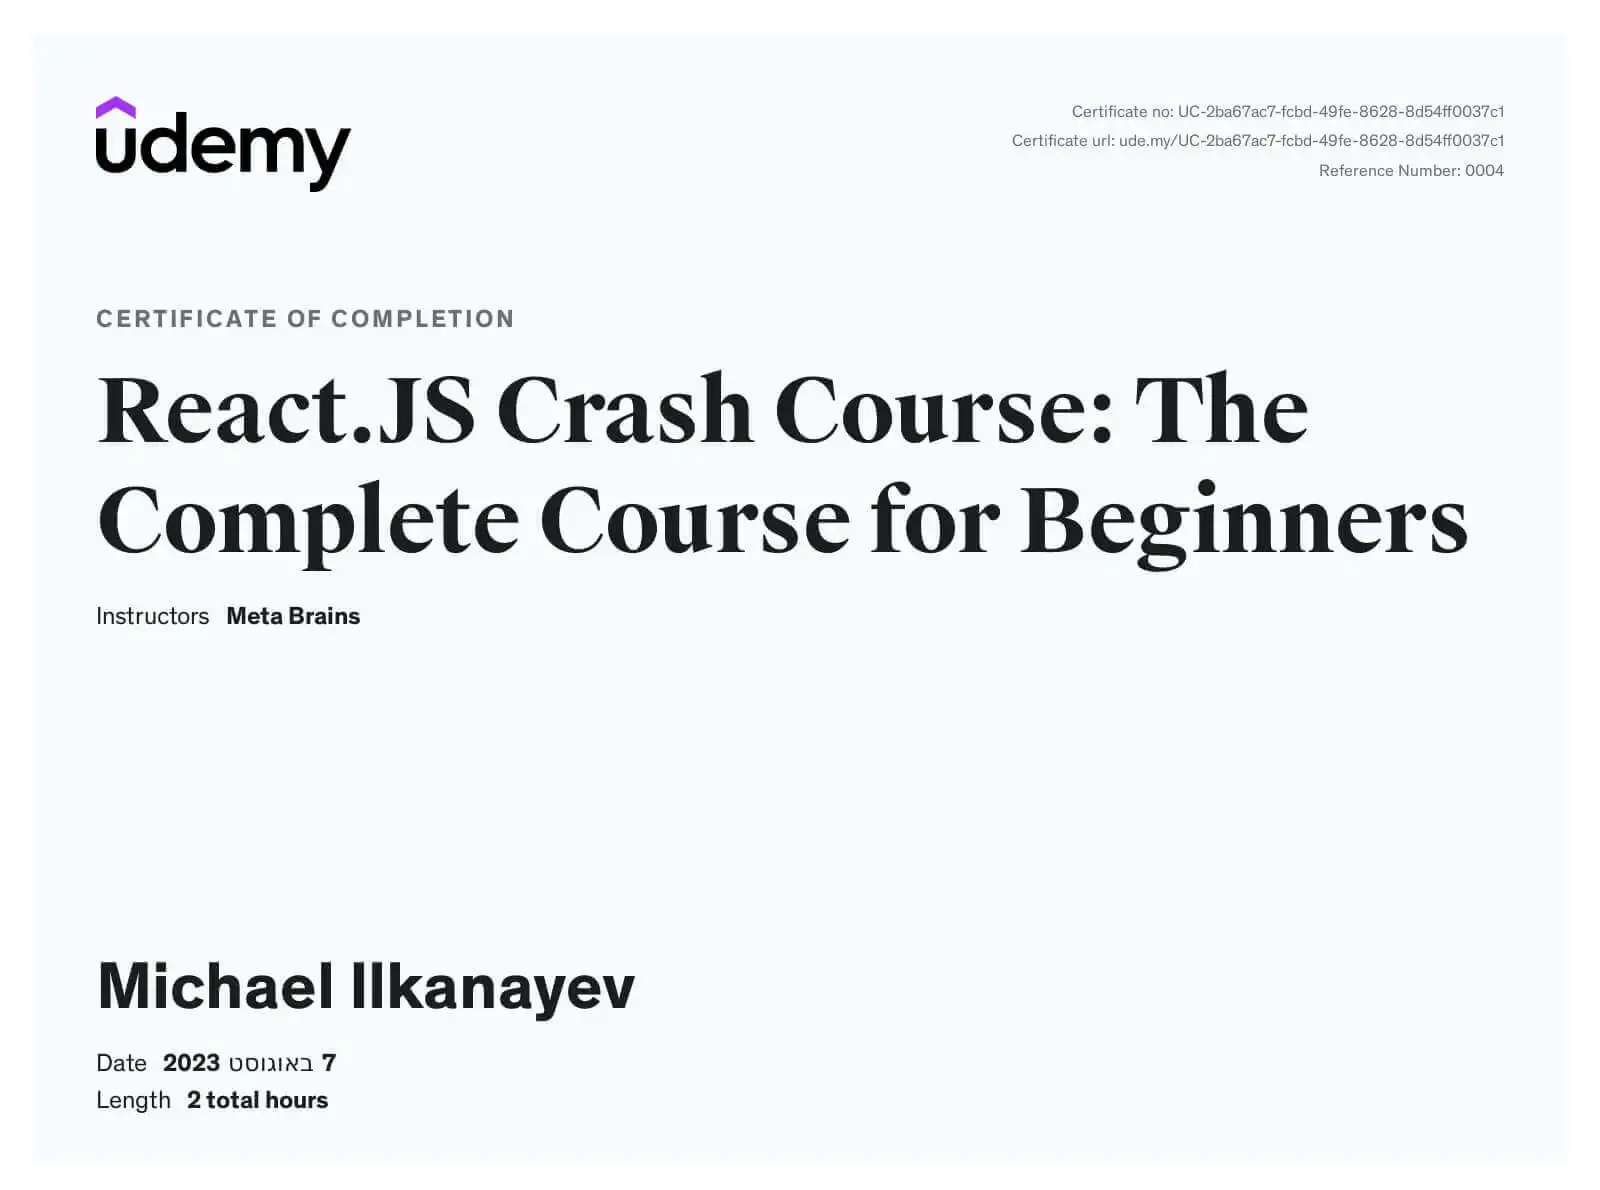 udemy
Certificate no: UC-2ba67ac7-fcbd-49fe-8628-8d54ff0037c1
Certificate url: ude.my/UC-2ba67ac7-fcbd-49fe-8628-8d54ff0037c1
Reference Number: 0004
CERTIFICATE OF COMPLETION
React.JS Crash Course: The
Complete Course for Beginners
Instructors Meta Brains
Michael Ilkanayev
Date 7 באוגוסט 2023
Length 2 total hours